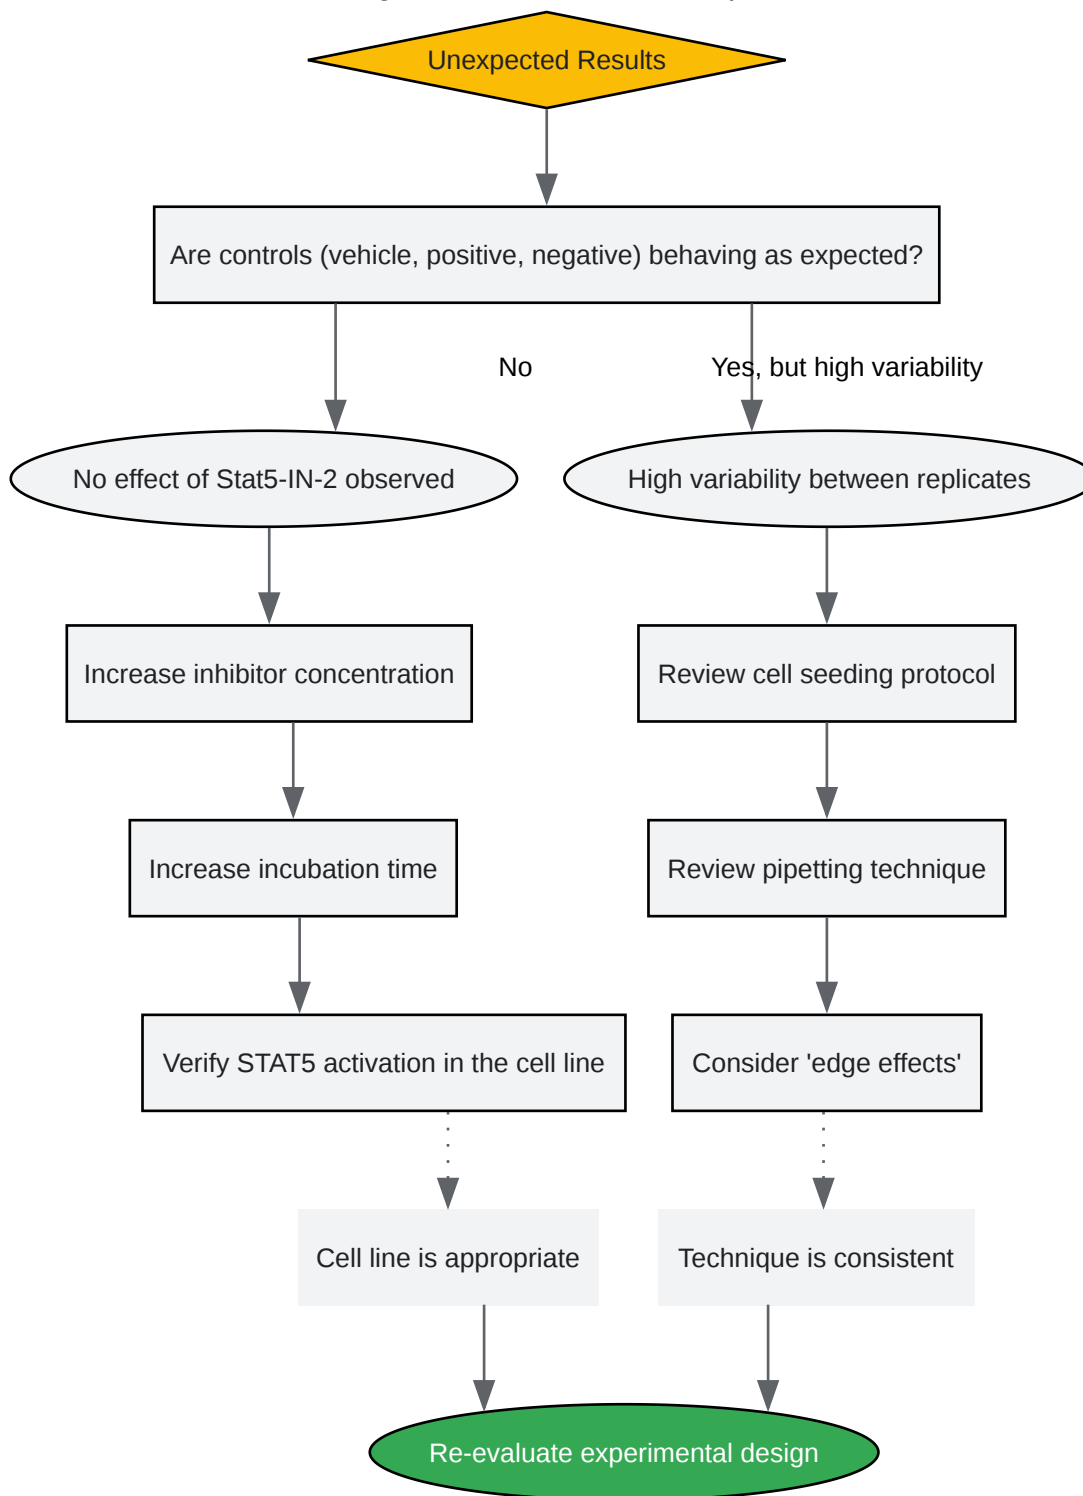 Unexpected Results
Are controls (vehicle, positive, negative) behaving as expected?
No
Yes, but high variability
No effect of Stat5-IN-2 observed
High variability between replicates
Increase inhibitor concentration
Review cell seeding protocol
Increase incubation time
Review pipetting technique
Verify STAT5 activation in the cell line
Consider 'edge effects'
Cell line is appropriate
Technique is consistent
Re-evaluate experimental design